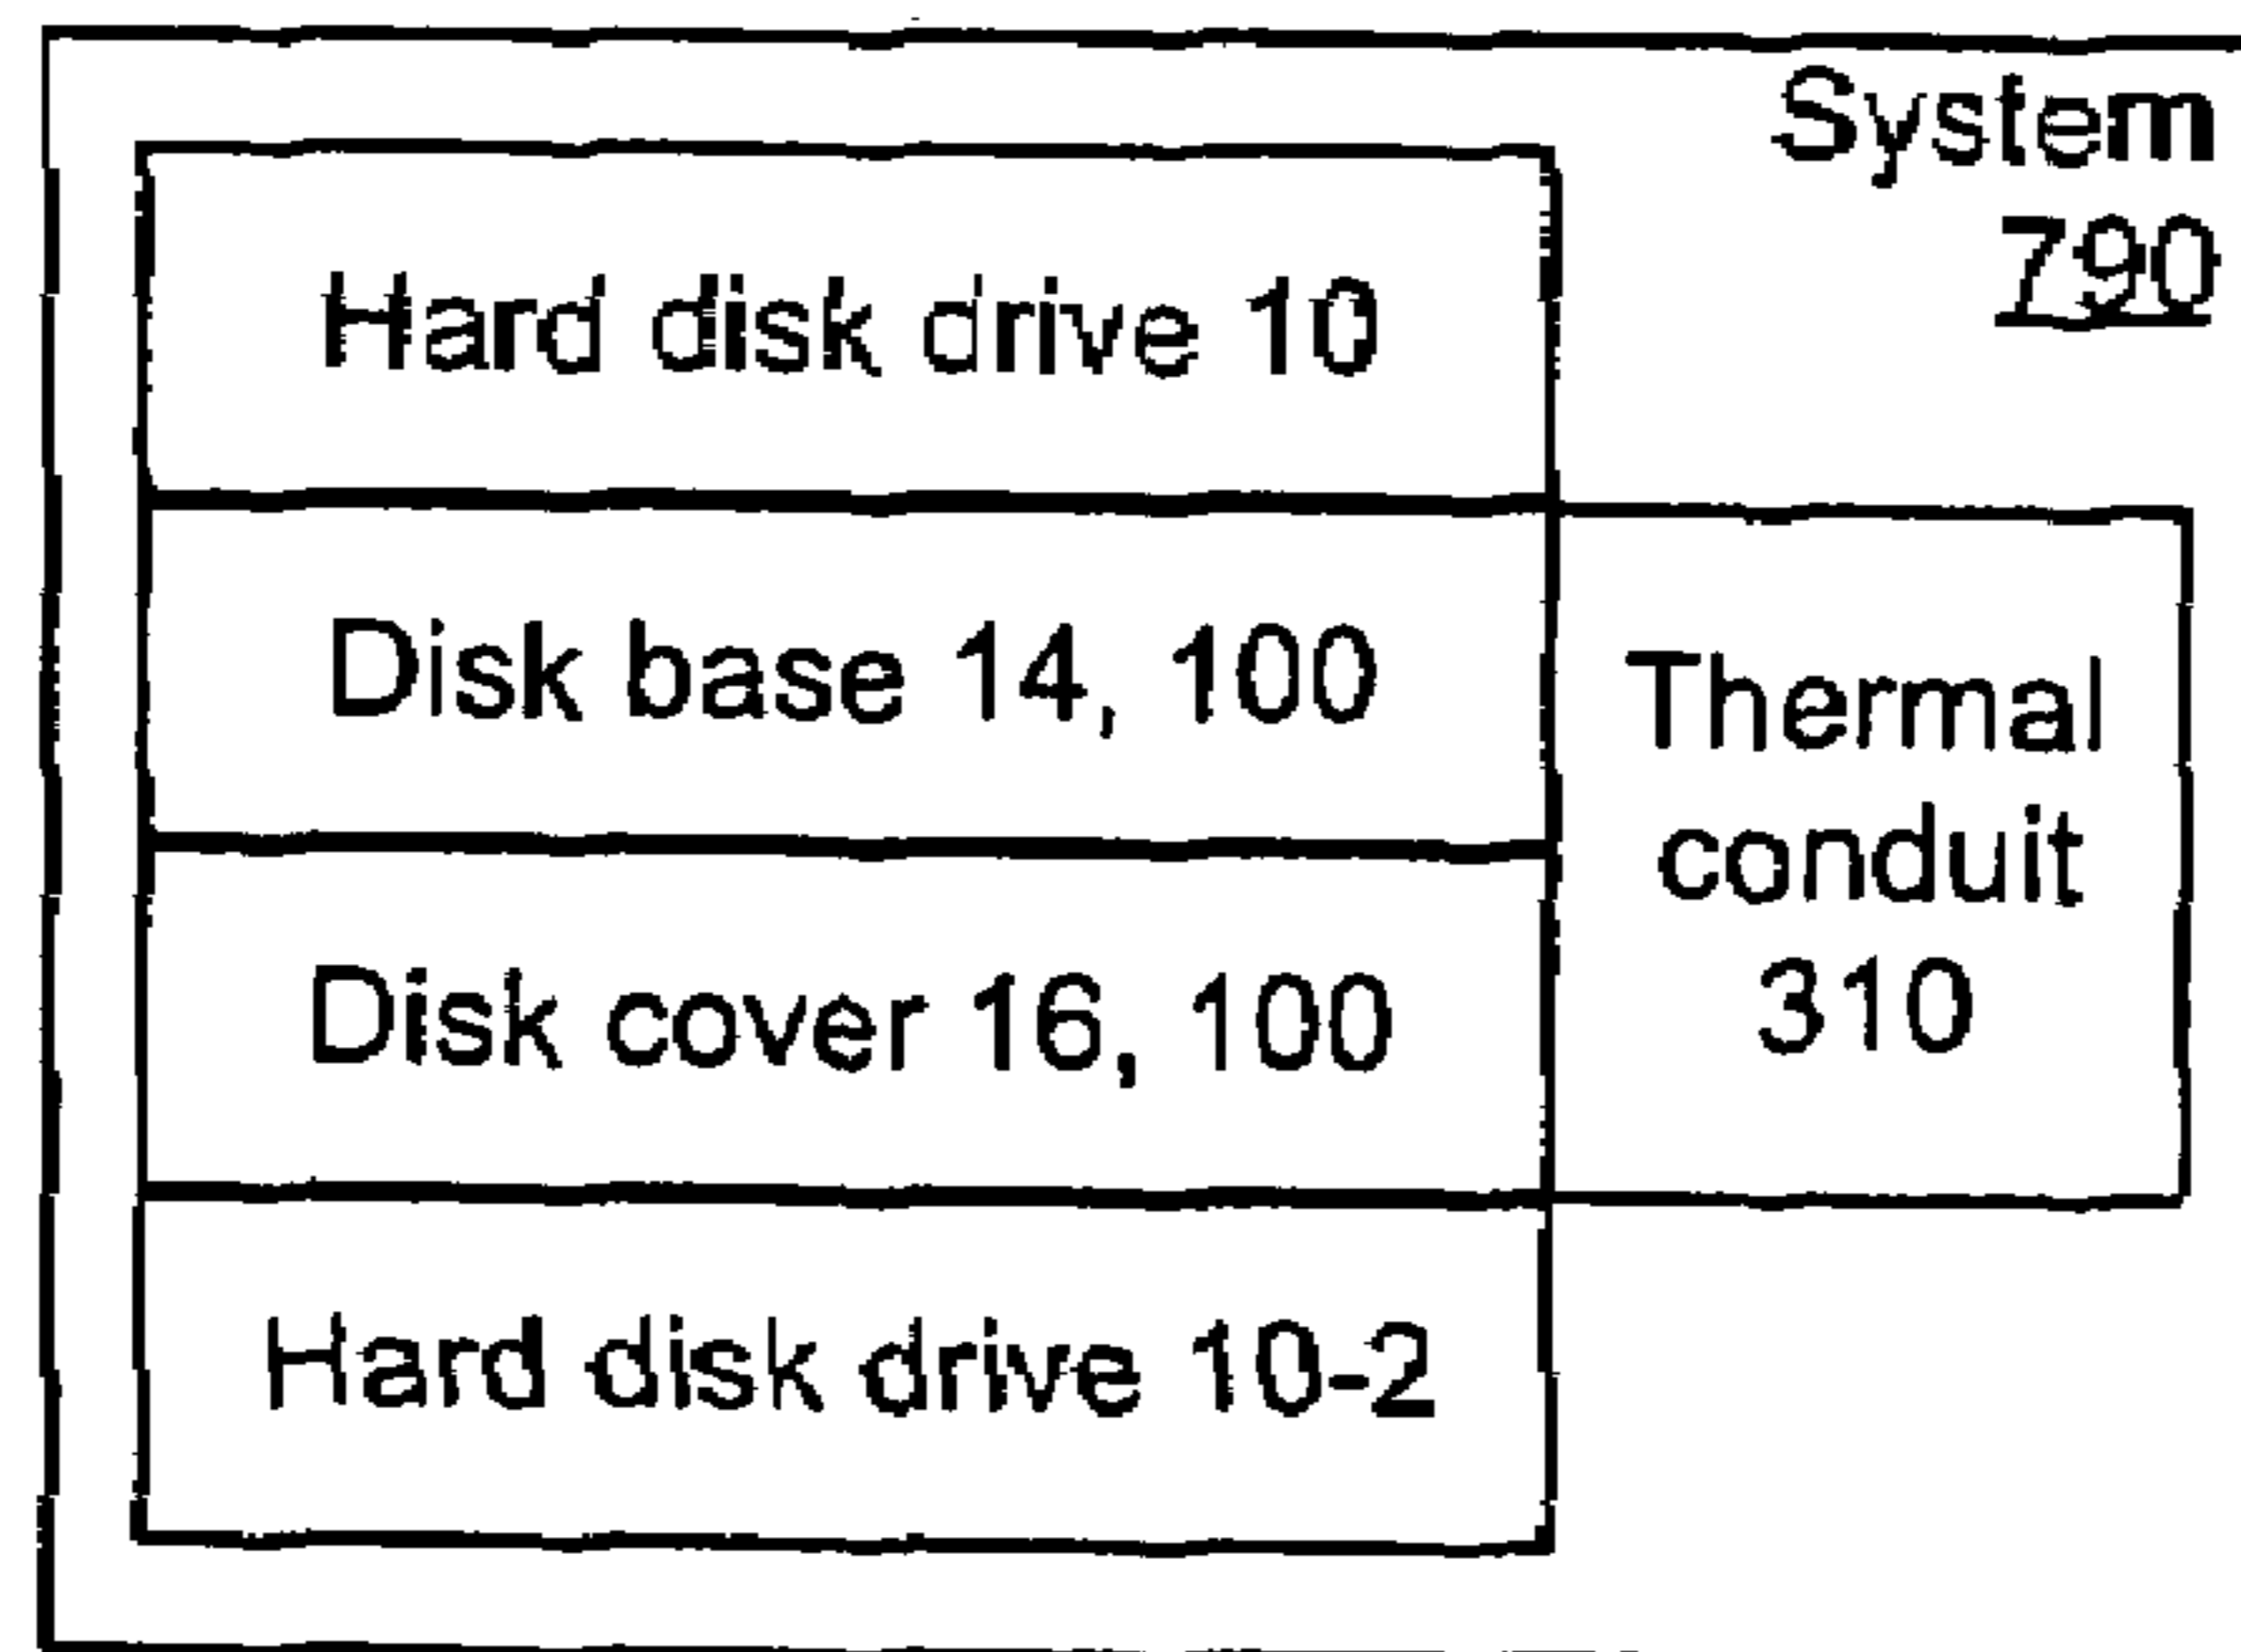 System
790
Hard disk drive 10
Disk base 14, 100
Thermal
conduit
310
Disk cover 16, 100
Hard disk drive 10-2